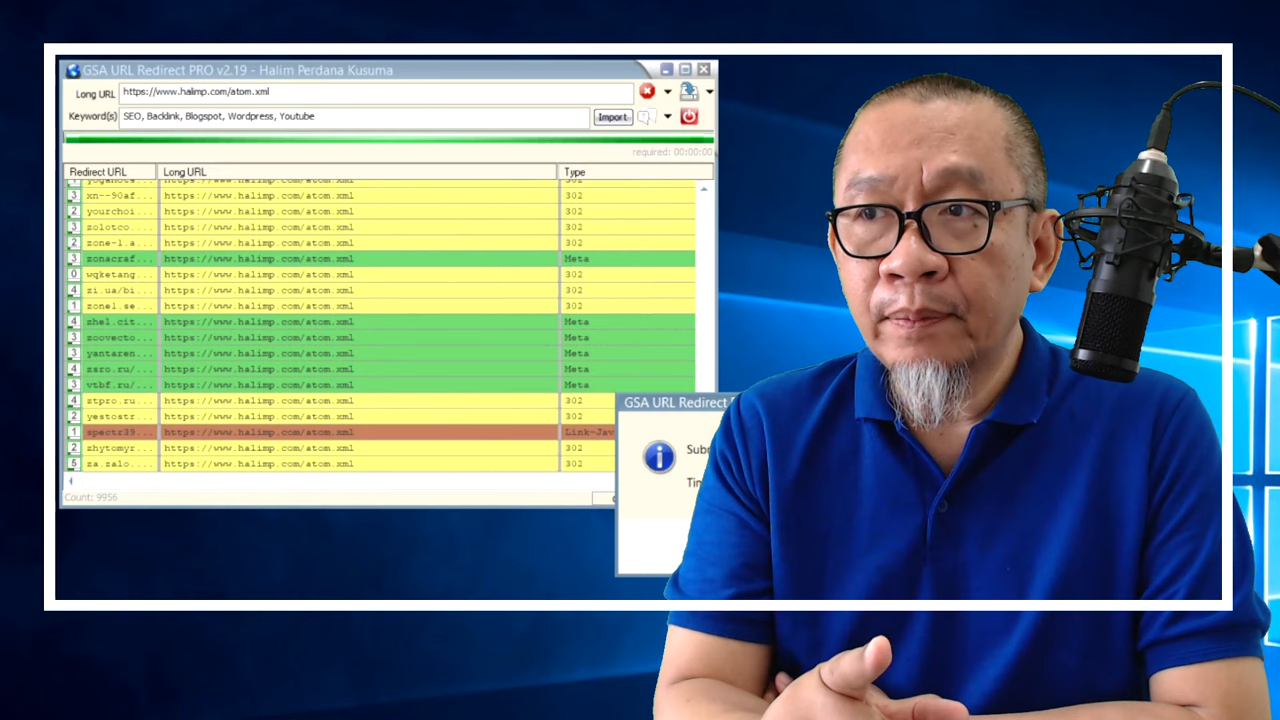 GSA URL Redirect PRO v2.19 - Halim Perdana Kusuma
Long URL https://www.halimp.com/atom.xml
Keyword(s) SEO, Backlink, Blogspot, Wordpress, Youtube Import
required: 00:00:00
Redirect URL Long URL Type
https://www.halimp.com/atom.xml 302
3 xn--90af... https://www.halimp.com/atom.xml 302
2 yourchoi... https://www.halimp.com/atom.xml 302
3 zolotco... https://www.halimp.com/atom.xml 302
2 zone-l.a... https://www.halimp.com/atom.xml 302
3 zonacraf... https://www.halimp.com/atom.xml Meta
0 wqketang... https://www.halimp.com/atom.xml 302
4 zi.ua/bi... https://www.halimp.com/atom.xml 302
1 zonel.se... https://www.halimp.com/atom.xml 302
4 zhel.cit... https://www.halimp.com/atom.xml Meta
3 zoovecto... https://www.halimp.com/atom.xml Meta
3 yantaren... https://www.halimp.com/atom.xml Meta
4 zsro.ru/... https://www.halimp.com/atom.xml Meta
3 vtbf.ru/... https://www.halimp.com/atom.xml Meta
4 ztpro.ru... https://www.halimp.com/atom.xml 302
2 yestostr... https://www.halimp.com/atom.xml 302
1 spectr39... https://www.halimp.com/atom.xml Link-Jav
2 zhytomyr... https://www.halimp.com/atom.xml 302
5 za.zalo... https://www.halimp.com/atom.xml 302
Count: 9956
GSA URL Redirect